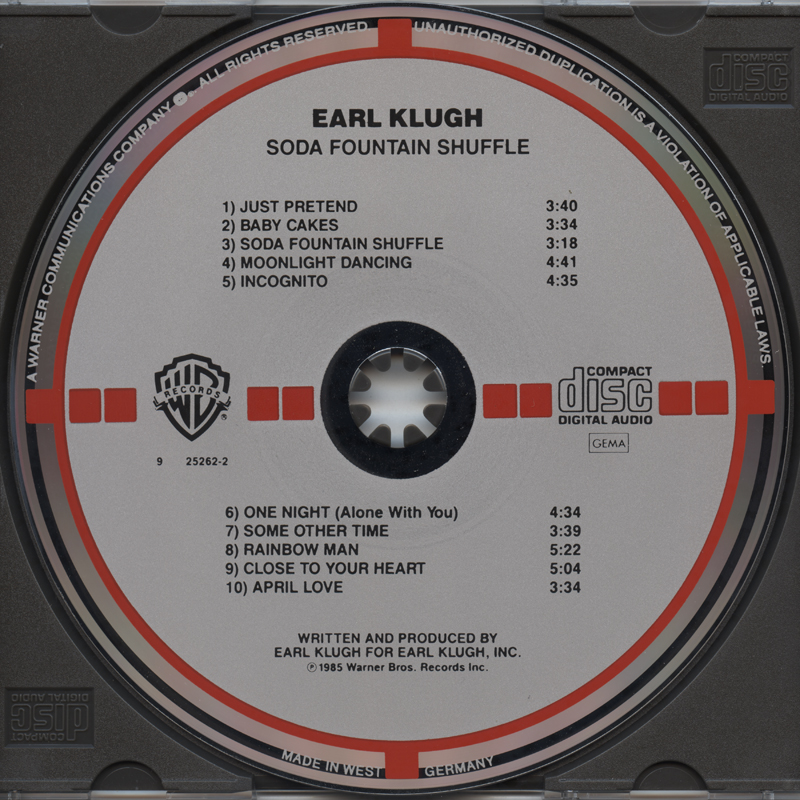 A WARNER COMMUNICATIONS COMPANY ALL RIGHTS RESERVED UNAUTHORIZED DUPLICATION IS A VIOLATION OF APPLICABLE LAWS.
COMPACT
disc
DIGITAL AUDIO
EARL KLUGH
SODA FOUNTAIN SHUFFLE
1) JUST PRETEND 3:40
2) BABY CAKES 3:34
3) SODA FOUNTAIN SHUFFLE 3:18
4) MOONLIGHT DANCING 4:41
5) INCOGNITO 4:35
WB
RECORDS
®
COMPACT
disc
DIGITAL AUDIO
GEMA
9 25262-2
6) ONE NIGHT (Alone With You) 4:34
7) SOME OTHER TIME 3:39
8) RAINBOW MAN 5:22
9) CLOSE TO YOUR HEART 5:04
10) APRIL LOVE 3:34
WRITTEN AND PRODUCED BY
EARL KLUGH FOR EARL KLUGH, INC.
℗1985 Warner Bros. Records Inc.
COMPACT
disc
DIGITAL AUDIO
MADE IN WEST GERMANY